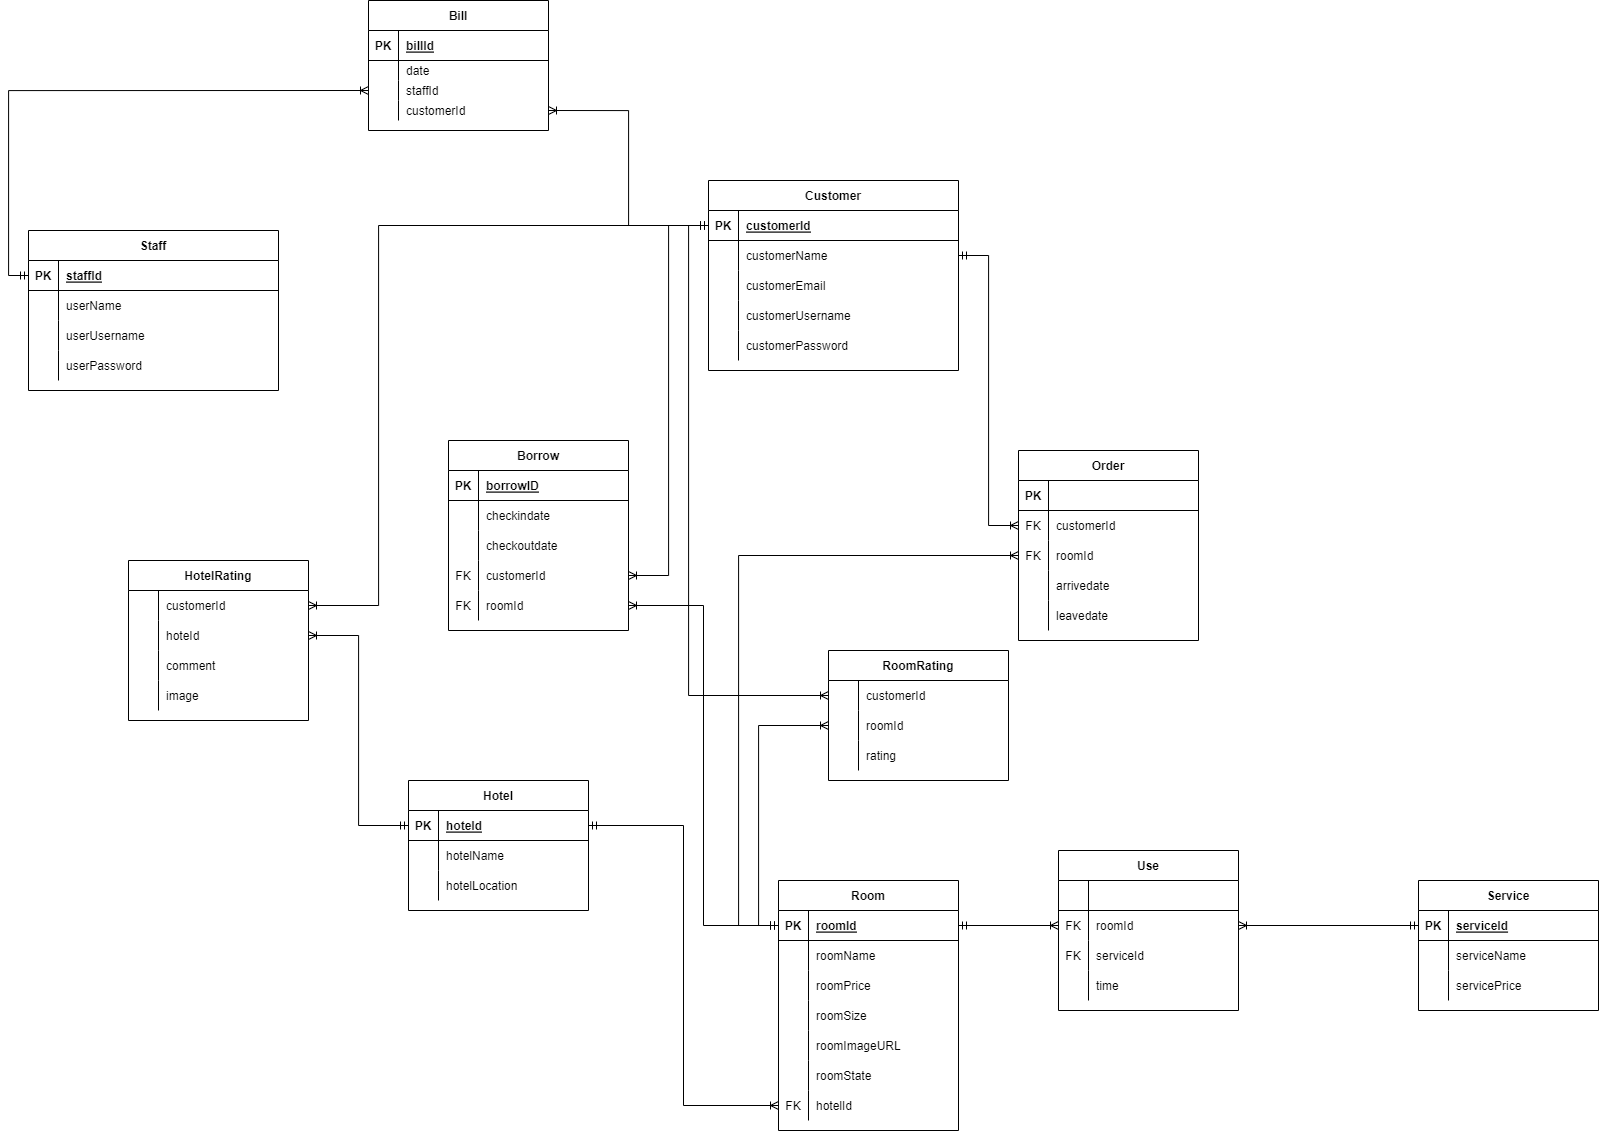 Bill
PK billId
date
staffId
customerId
Customer
PK customerId
customerName
customerEmail
customerUsername
customerPassword
Staff
PK staffId
userName
userUsername
userPassword
Borrow
PK borrowID
checkindate
checkoutdate
FK customerId
FK roomId
Order
PK
FK customerId
FK roomId
arrivedate
leavedate
HotelRating
customerId
hoteId
comment
image
RoomRating
customerId
roomId
rating
Hotel
PK hoteId
hotelName
hotelLocation
Room
PK roomId
roomName
roomPrice
roomSize
roomImageURL
roomState
FK hotelId
Use
FK roomId
FK serviceId
time
Service
PK serviceId
serviceName
servicePrice